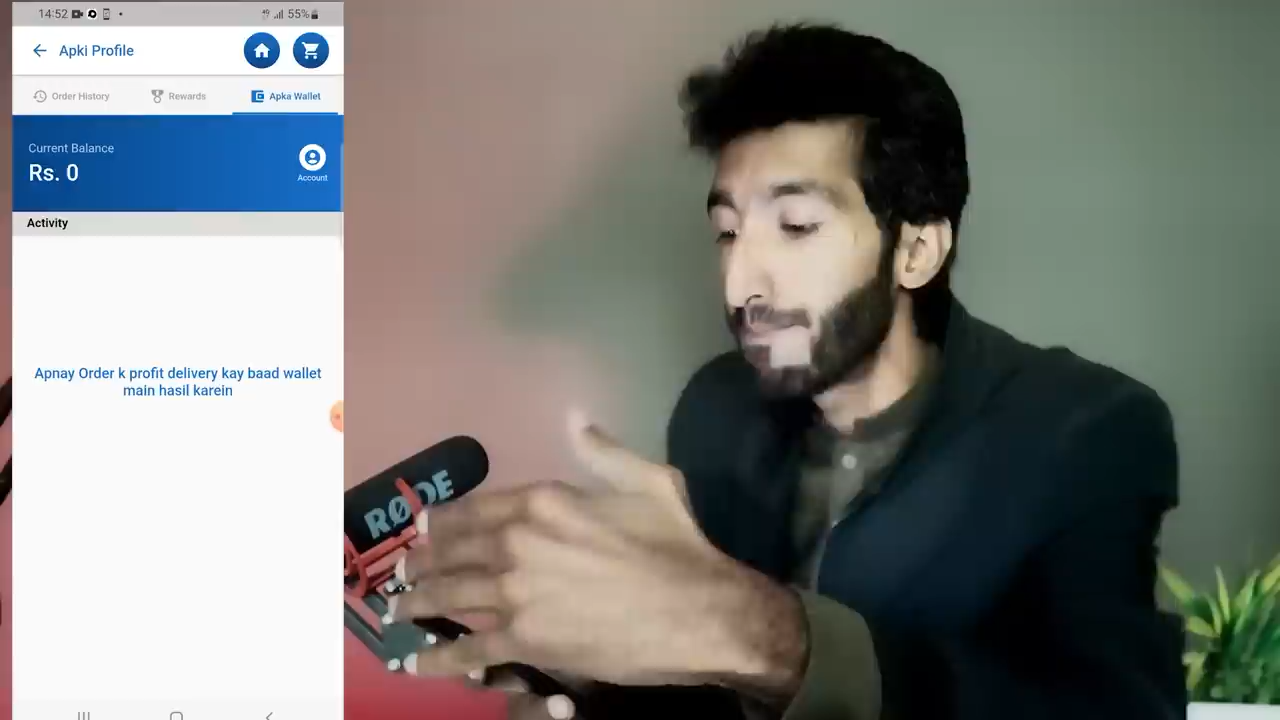 14:52
4G
55%
Apki Profile
Order History
Rewards
Apka Wallet
Current Balance
Rs. 0
Account
Activity
Apnay Order k profit delivery kay baad wallet
main hasil karein
RØDE